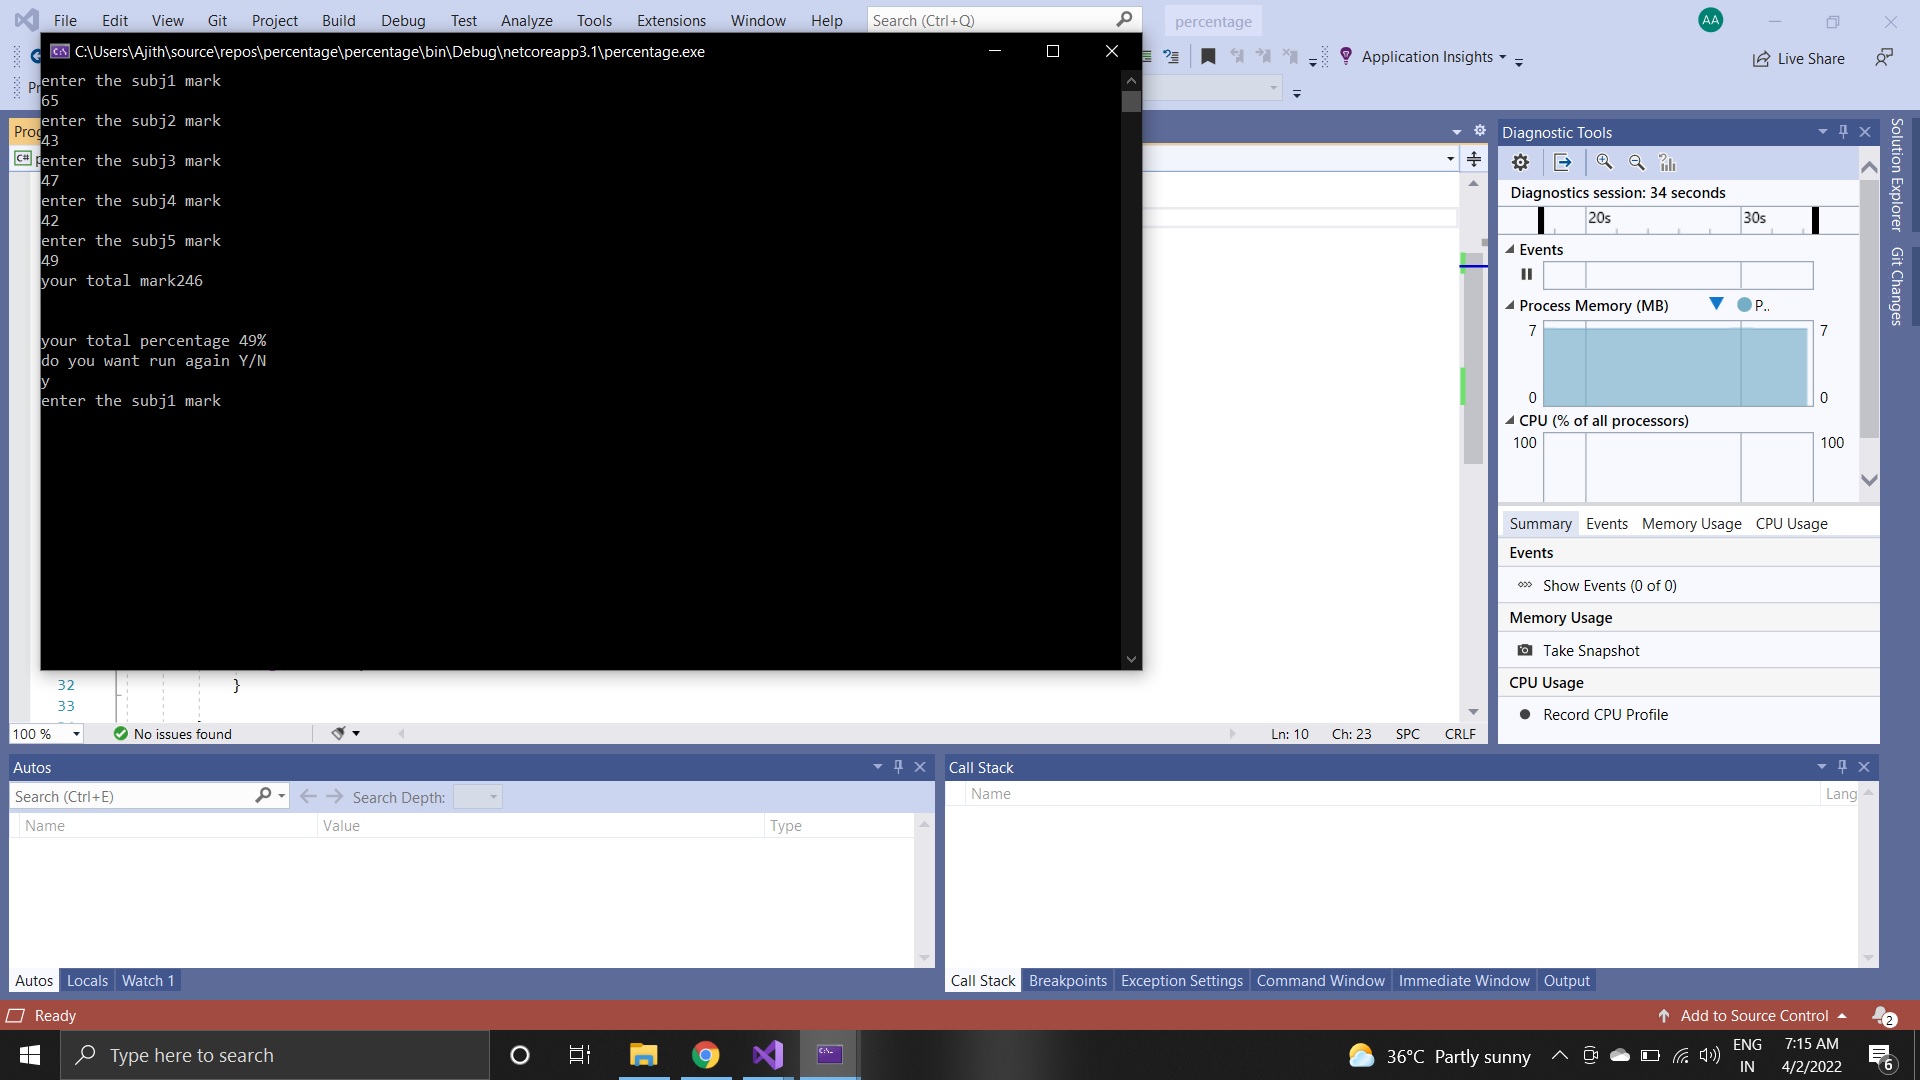 File Edit View Git Project Build Debug Test Analyze Tools Extensions Window Help Search (Ctrl+Q) percentage AA
C:\Users\Ajith\source\repos\percentage\percentage\bin\Debug\netcoreapp3.1\percentage.exe
Application Insights Live Share
enter the subj1 mark
65
enter the subj2 mark
43
enter the subj3 mark
47
enter the subj4 mark
42
enter the subj5 mark
49
your total mark246
your total percentage 49%
do you want run again Y/N
y
enter the subj1 mark
Prog
C#
32 }
33
100 % No issues found Ln: 10 Ch: 23 SPC CRLF
Diagnostic Tools
Diagnostics session: 34 seconds
20s 30s
Events
Process Memory (MB) P..
7 7
0 0
CPU (% of all processors)
100 100
Summary Events Memory Usage CPU Usage
Events
Show Events (0 of 0)
Memory Usage
Take Snapshot
CPU Usage
Record CPU Profile
Solution Explorer
Git Changes
Autos
Search (Ctrl+E) Search Depth:
Name Value Type
Autos Locals Watch 1
Call Stack
Name Lang
Call Stack Breakpoints Exception Settings Command Window Immediate Window Output
Ready Add to Source Control 2
Type here to search 36°C Partly sunny ENG IN 7:15 AM 4/2/2022 6